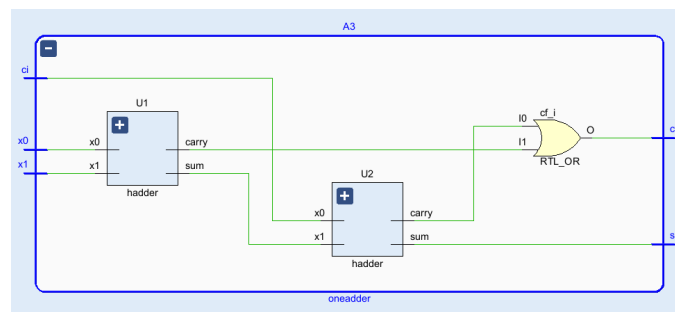 A3
ci
U1
I0
cf_i
O
x0
x0
carry
I1
c
x1
x1
sum
RTL_OR
hadder
U2
x0
carry
x1
sum
s
hadder
oneadder